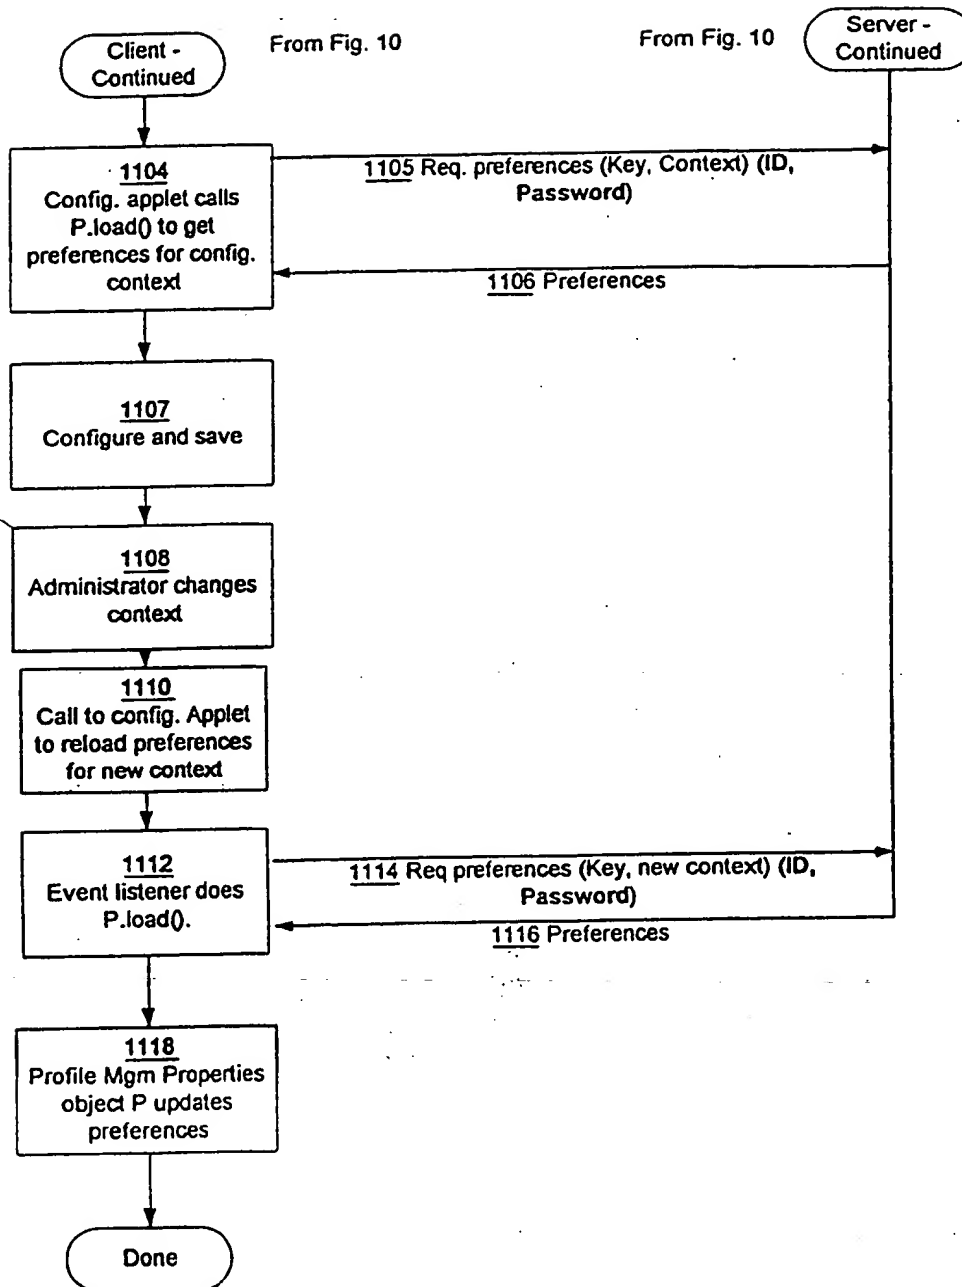 Client -
Continued
From Fig. 10
From Fig. 10
Server -
Continued
1104
Config. applet calls
P.load() to get
preferences for config.
context
1105 Req. preferences (Key, Context) (ID,
Password)
1106 Preferences
1107
Configure and save
1108
Administrator changes
context
1110
Call to config. Applet
to reload preferences
for new context
1112
Event listener does
P.load().
1114 Req preferences (Key, new context) (ID,
Password)
1116 Preferences
1118
Profile Mgm Properties
object P updates
preferences
Done